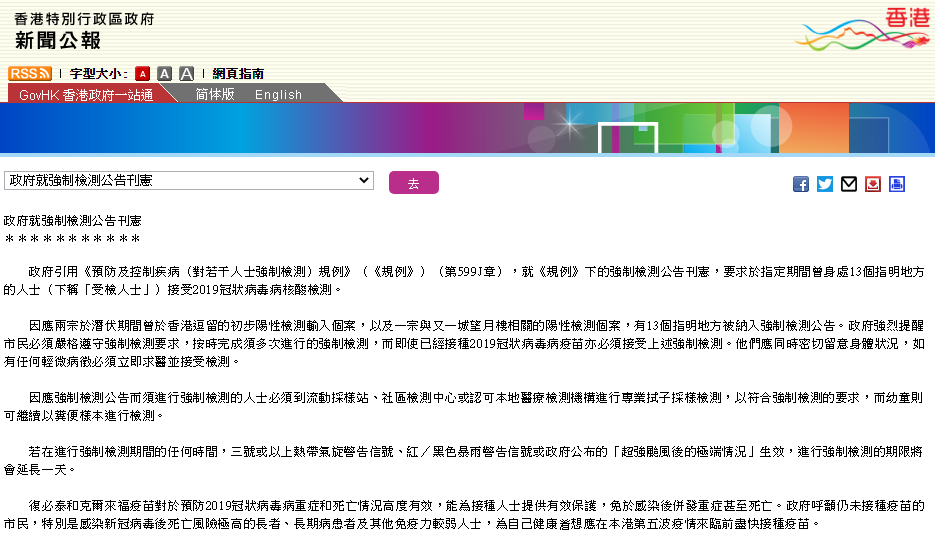 香港特別行政區政府
新聞公報
香港
RSS | 字型大小: A A A | 網頁指南
GovHK 香港政府一站通 简体版 English
政府就強制檢測公告刊憲 去
政府就強制檢測公告刊憲
＊＊＊＊＊＊＊＊＊＊＊
政府引用《預防及控制疾病（對若干人士強制檢測）規例》（《規例》）（第599J章），就《規例》下的強制檢測公告刊憲，要求於指定期間曾身處13個指明地方
的人士（下稱「受檢人士」）接受2019冠狀病毒病核酸檢測。
因應兩宗於潛伏期間曾於香港逗留的初步陽性檢測輸入個案，以及一宗與又一城望月樓相關的陽性檢測個案，有13個指明地方被納入強制檢測公告。政府強烈提醒
市民必須嚴格遵守強制檢測要求，按時完成須多次進行的強制檢測，而即使已經接種2019冠狀病毒病疫苗亦必須接受上述強制檢測。他們應同時密切留意身體狀況，如
有任何輕微病徵必須立即求醫並接受檢測。
因應強制檢測公告而須進行強制檢測的人士必須到流動採樣站、社區檢測中心或認可本地醫療檢測機構進行專業拭子採樣檢測，以符合強制檢測的要求，而幼童則
可繼續以糞便樣本進行檢測。
若在進行強制檢測期間的任何時間，三號或以上熱帶氣旋警告信號、紅／黑色暴雨警告信號或政府公布的「超強颱風後的極端情況」生效，進行強制檢測的期限將
會延長一天。
復必泰和克爾來福疫苗對於預防2019冠狀病毒病重症和死亡情況高度有效，能為接種人士提供有效保護，免於感染後併發重症甚至死亡。政府呼籲仍未接種疫苗的
市民，特別是感染新冠病毒後死亡風險極高的長者、長期病患者及其他免疫力較弱人士，為自己健康着想應在本港第五波疫情來臨前盡快接種疫苗。